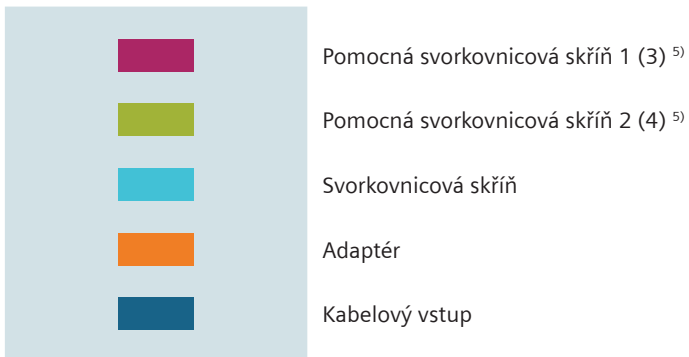 Pomocná svorkovnicová skříň 1 (3) 5)
Pomocná svorkovnicová skříň 2 (4) 5)
Svorkovnicová skříň
Adaptér
Kabelový vstup